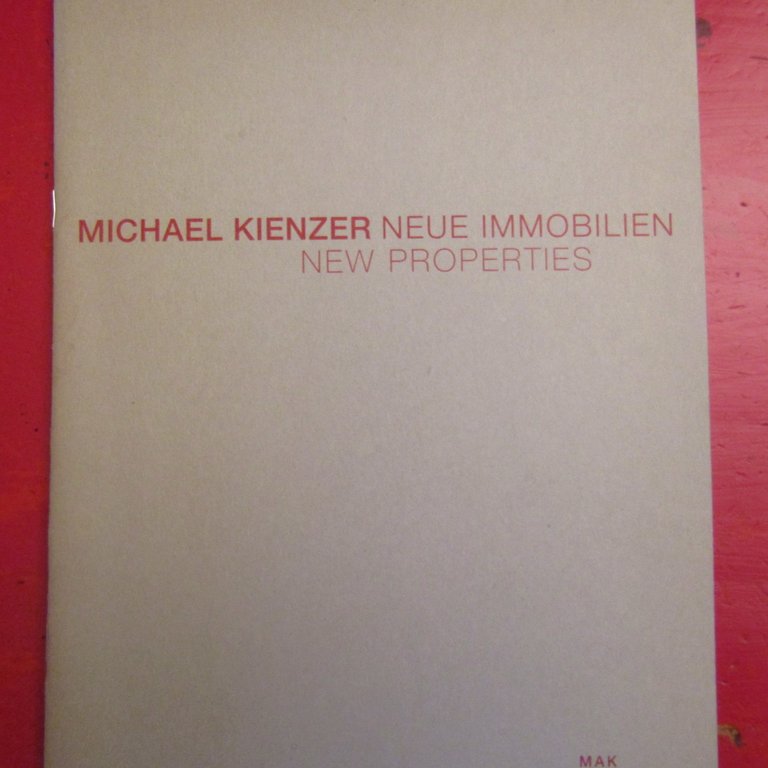 MICHAEL KIENZER NEUE IMMOBILIEN
NEW PROPERTIES
MAK